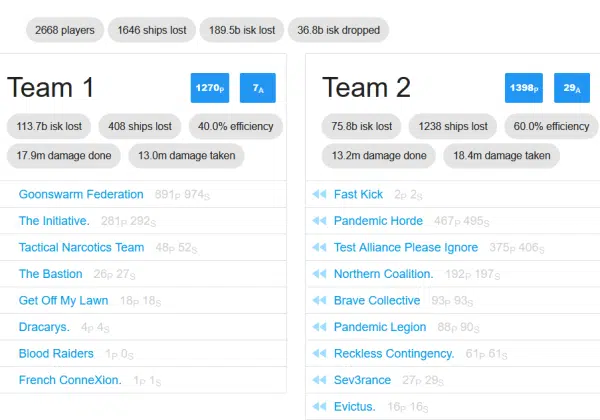 2668 players 1646 ships lost 189.5b isk lost 36.8b isk dropped
Team 1 1270P 7A
113.7b isk lost 408 ships lost 40.0% efficiency
17.9m damage done 13.0m damage taken
Goonswarm Federation 891P 974S
The Initiative. 281P 292S
Tactical Narcotics Team 48P 52S
The Bastion 26P 27S
Get Off My Lawn 18P 18S
Dracarys. 4P 4S
Blood Raiders 1P 0S
French ConneXion. 1P 1S
Team 2 1398P 29A
75.8b isk lost 1238 ships lost 60.0% efficiency
13.2m damage done 18.4m damage taken
Fast Kick 2P 2S
Pandemic Horde 467P 495S
Test Alliance Please Ignore 375P 406S
Northern Coalition. 192P 197S
Brave Collective 93P 93S
Pandemic Legion 88P 90S
Reckless Contingency. 61P 61S
Sev3rance 27P 29S
Evictus. 16P 16S